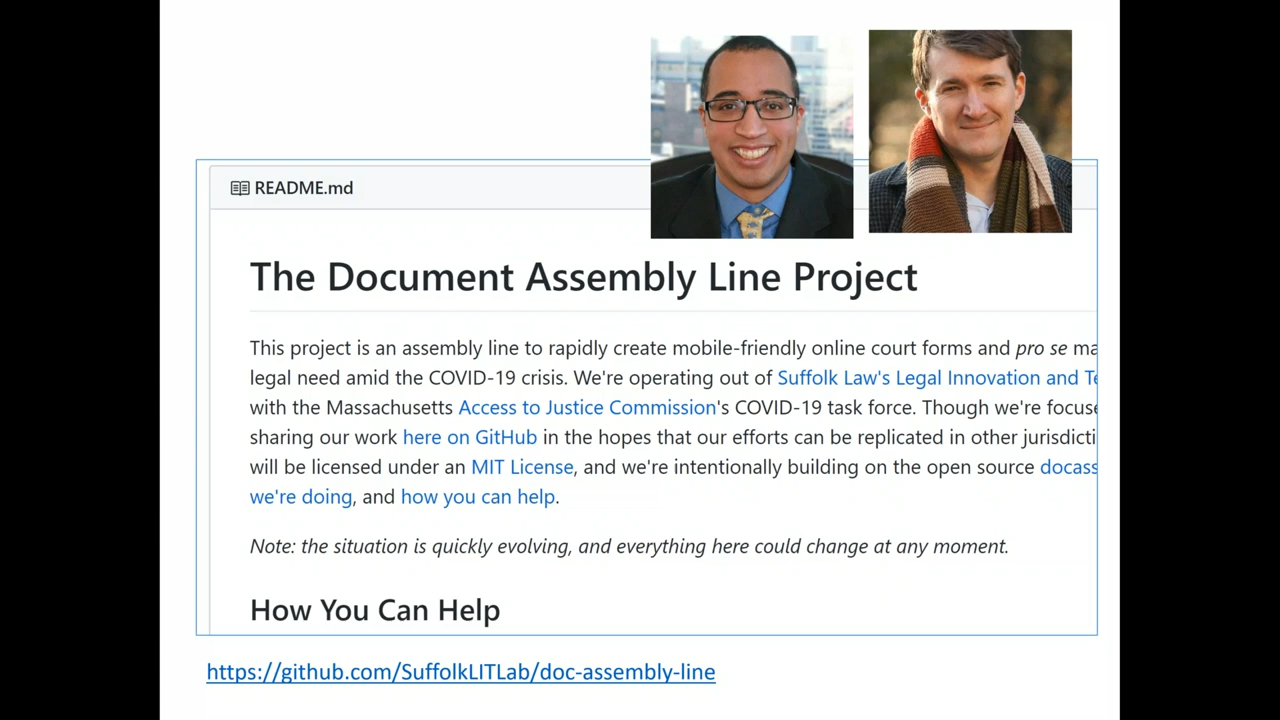 README.md
The Document Assembly Line Project
This project is an assembly line to rapidly create mobile-friendly online court forms and pro se ma
legal need amid the COVID-19 crisis. We're operating out of Suffolk Law's Legal Innovation and Te
with the Massachusetts Access to Justice Commission's COVID-19 task force. Though we're focuse
sharing our work here on GitHub in the hopes that our efforts can be replicated in other jurisdicti
will be licensed under an MIT License, and we're intentionally building on the open source docass
we're doing, and how you can help.
Note: the situation is quickly evolving, and everything here could change at any moment.
How You Can Help
https://github.com/SuffolkLITLab/doc-assembly-line